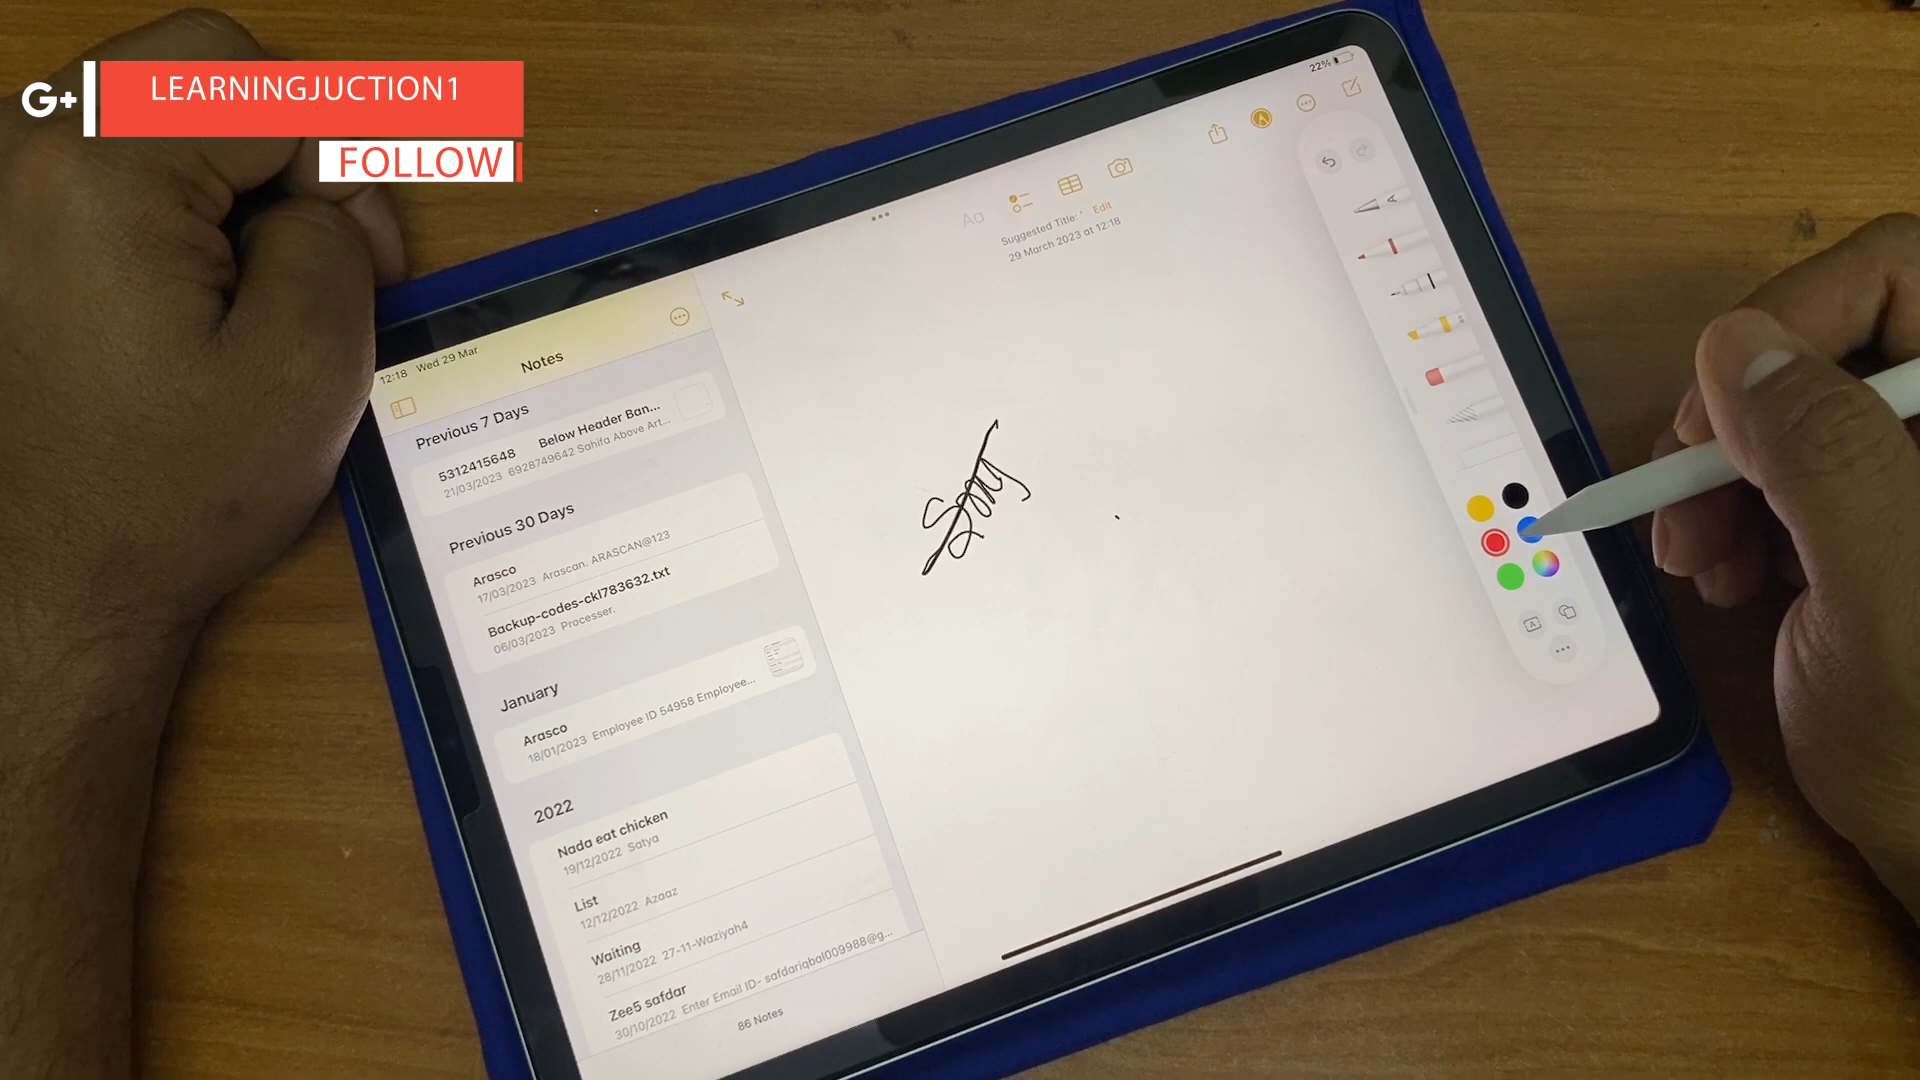 G+
LEARNINGJUCTION1
FOLLOW
12:18 Wed 29 Mar
22%
Notes
Previous 7 Days
5312415648 Below Header Ban...
21/03/2023 6928749642 Sahifa Above Art...
Previous 30 Days
Arasco
17/03/2023 Arascan. ARASCAN@123
Backup-codes-ckl783632.txt
06/03/2023 Processer.
January
Arasco
18/01/2023 Employee ID 54958 Employee...
2022
Nada eat chicken
19/12/2022 Satya
List
12/12/2022 Azaaz
Waiting
28/11/2022 27-11-Waziyah4
Zee5 safdar
30/10/2022 Enter Email ID- safdariqbal009988@g...
86 Notes
Aa
Suggested Title: ' Edit
29 March 2023 at 12:18
Song
A
A